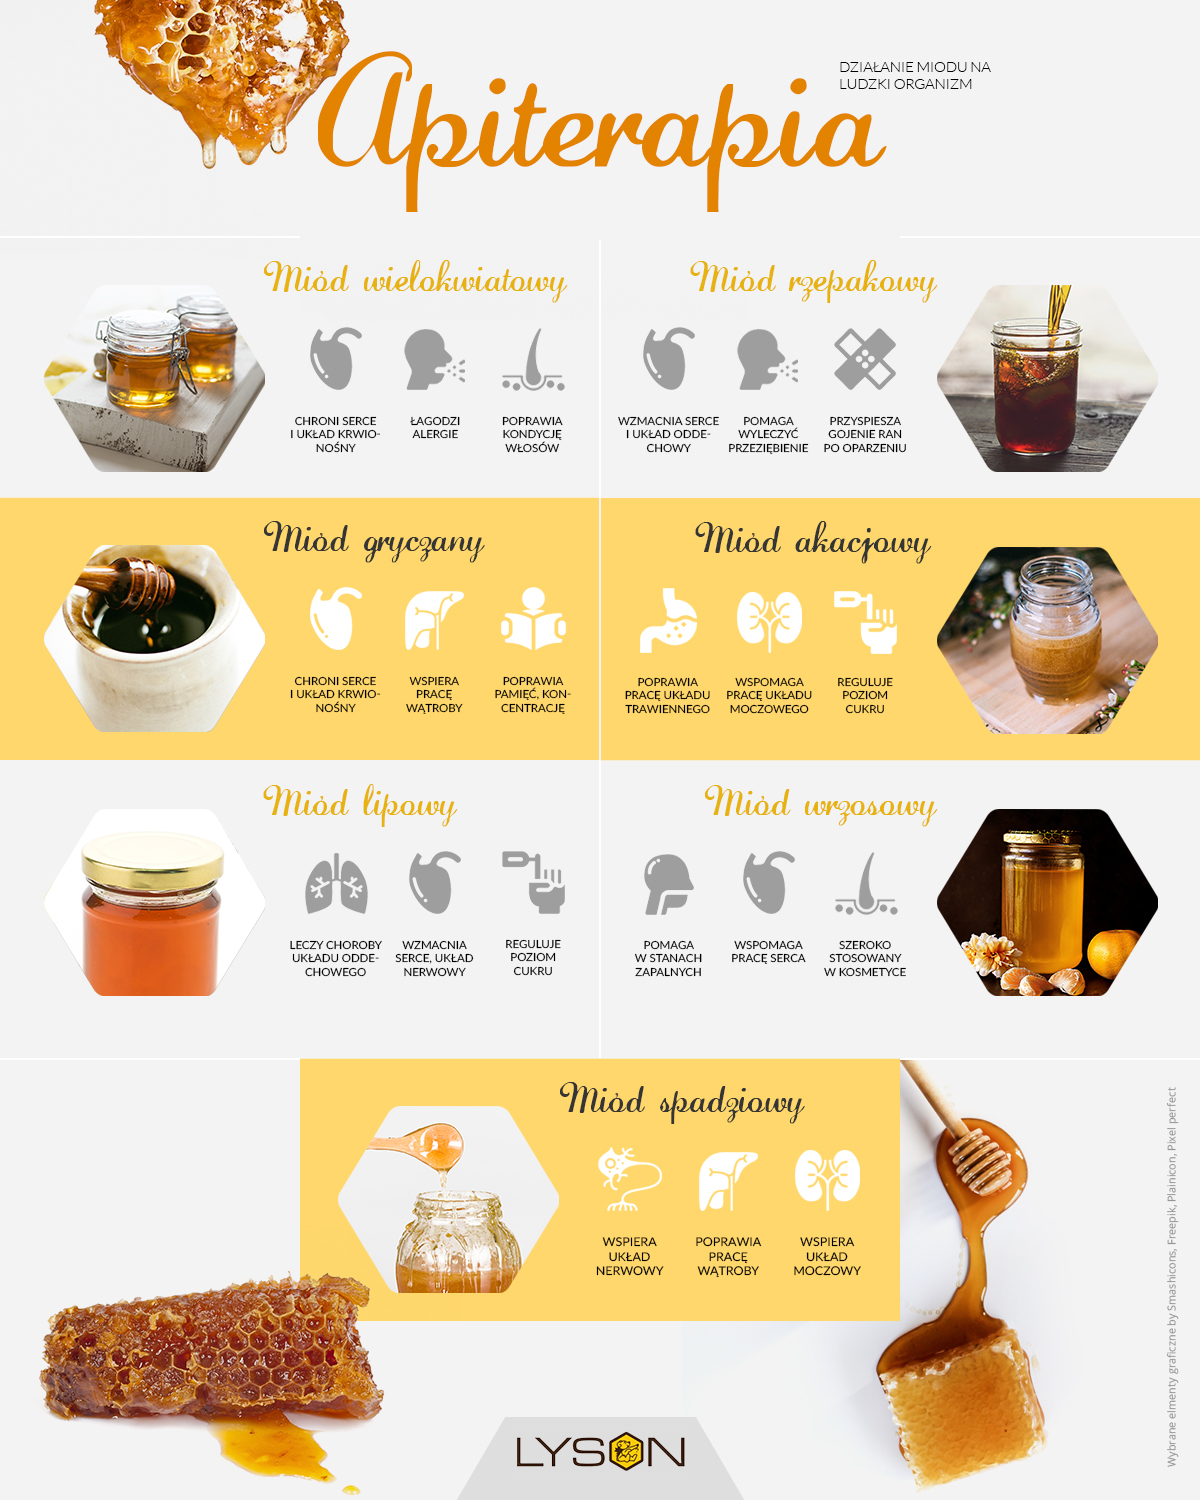 Apiterapia
DZIAŁANIE MIODU NA
LUDZKI ORGANIZM
Miód wielokwiatowy
CHRONI SERCE
I UKŁAD KRWIO-
NOŚNY
ŁAGODZI
ALERGIE
POPRAWIA
KONDYCJĘ
WŁOSÓW
Miód rzepakowy
WZMACNIA SERCE
I UKŁAD ODDE-
CHOWY
POMAGA
WYLECZYĆ
PRZEZIĘBIENIE
PRZYSPIESZA
GOJENIE RAN
PO OPARZENIU
Miód gryczany
CHRONI SERCE
I UKŁAD KRWIO-
NOŚNY
WSPIERA
PRACĘ
WĄTROBY
POPRAWIA
PAMIĘĆ, KON-
CENTRACJĘ
Miód akacjowy
POPRAWIA
PRACĘ UKŁADU
TRAWIENNEGO
WSPOMAGA
PRACĘ UKŁADU
MOCZOWEGO
REGULUJE
POZIOM
CUKRU
Miód lipowy
LECZY CHOROBY
UKŁADU ODDE-
CHOWEGO
WZMACNIA
SERCE, UKŁAD
NERWOWY
REGULUJE
POZIOM
CUKRU
Miód wrzosowy
POMAGA
W STANACH
ZAPALNYCH
WSPOMAGA
PRACĘ SERCA
SZEROKO
STOSOWANY
W KOSMETYCE
Miód spadziowy
WSPIERA
UKŁAD
NERWOWY
POPRAWIA
PRACĘ
WĄTROBY
WSPIERA
UKŁAD
MOCZOWY
Wybrane elmenty graficzne by Smashicons, Freepik, Plainicon, Pixel perfect
LYSON